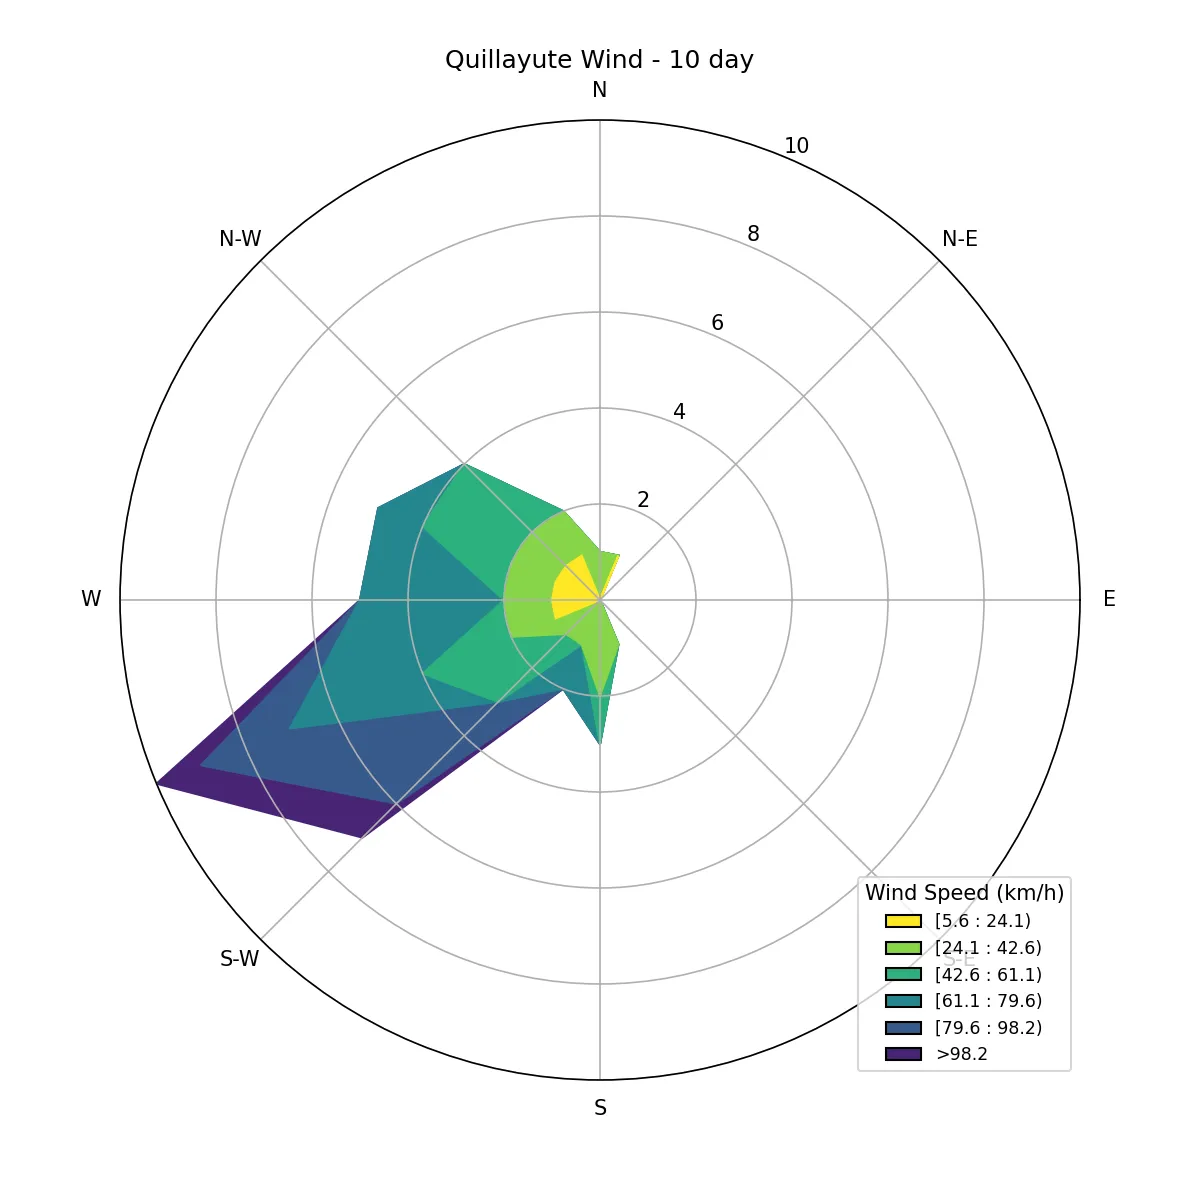 Quillayute Wind - 10 day
N
10
N-W
8
N-E
6
4
2
W
E
S-W
S-E
S
Wind Speed (km/h)
[5.6 : 24.1)
[24.1 : 42.6)
[42.6 : 61.1)
[61.1 : 79.6)
[79.6 : 98.2)
>98.2